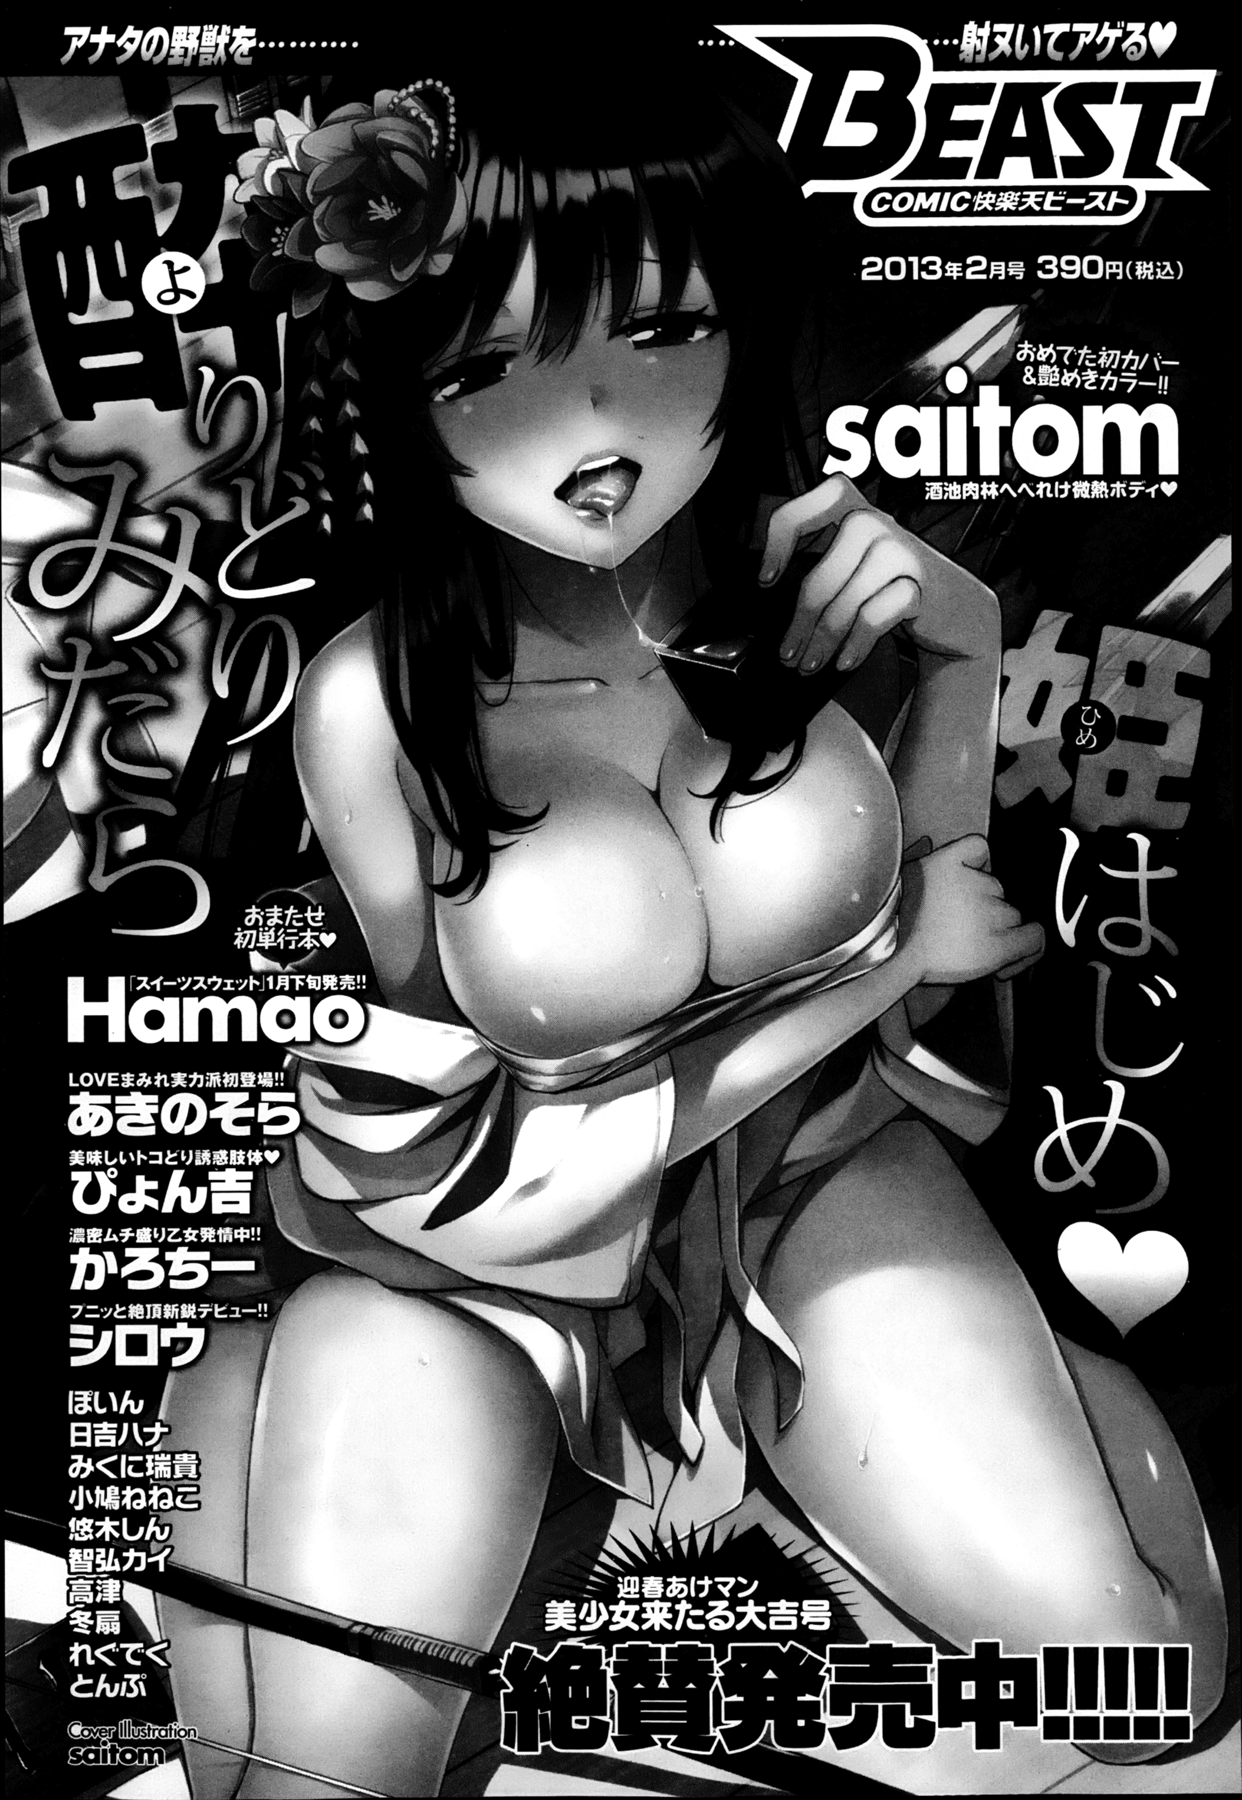 アナタの野獣を………… ‥‥ ……射ヌいてアゲる♥
BEAST
COMIC快楽天ビースト
2013年2月号 390円(税込)
おめでた初カバー
&艶めきカラー!!
saitom
酒池肉林へべれけ微熱ボディ♥
酔りどり
よ
みだら
姫はじめ♥
ひめ
おまたせ
初単行本♥
「スイーツスウェット」1月下旬発売!!
Hamao
LOVEまみれ実力派初登場!!
あきのそら
美味しいトコどり誘惑肢体♥
ぴょん吉
濃密ムチ盛り乙女発情中!!
かろちー
プニッと絶頂新鋭デビュー!!
シロウ
ぽいん
日吉ハナ
みくに瑞貴
小鳩ねねこ
悠木しん
智弘カイ
高津
冬扇
れぐでく
とんぷ
Cover Illustration
saitom
迎春あけマン
美少女来たる大吉号
絶賛発売中!!!!!